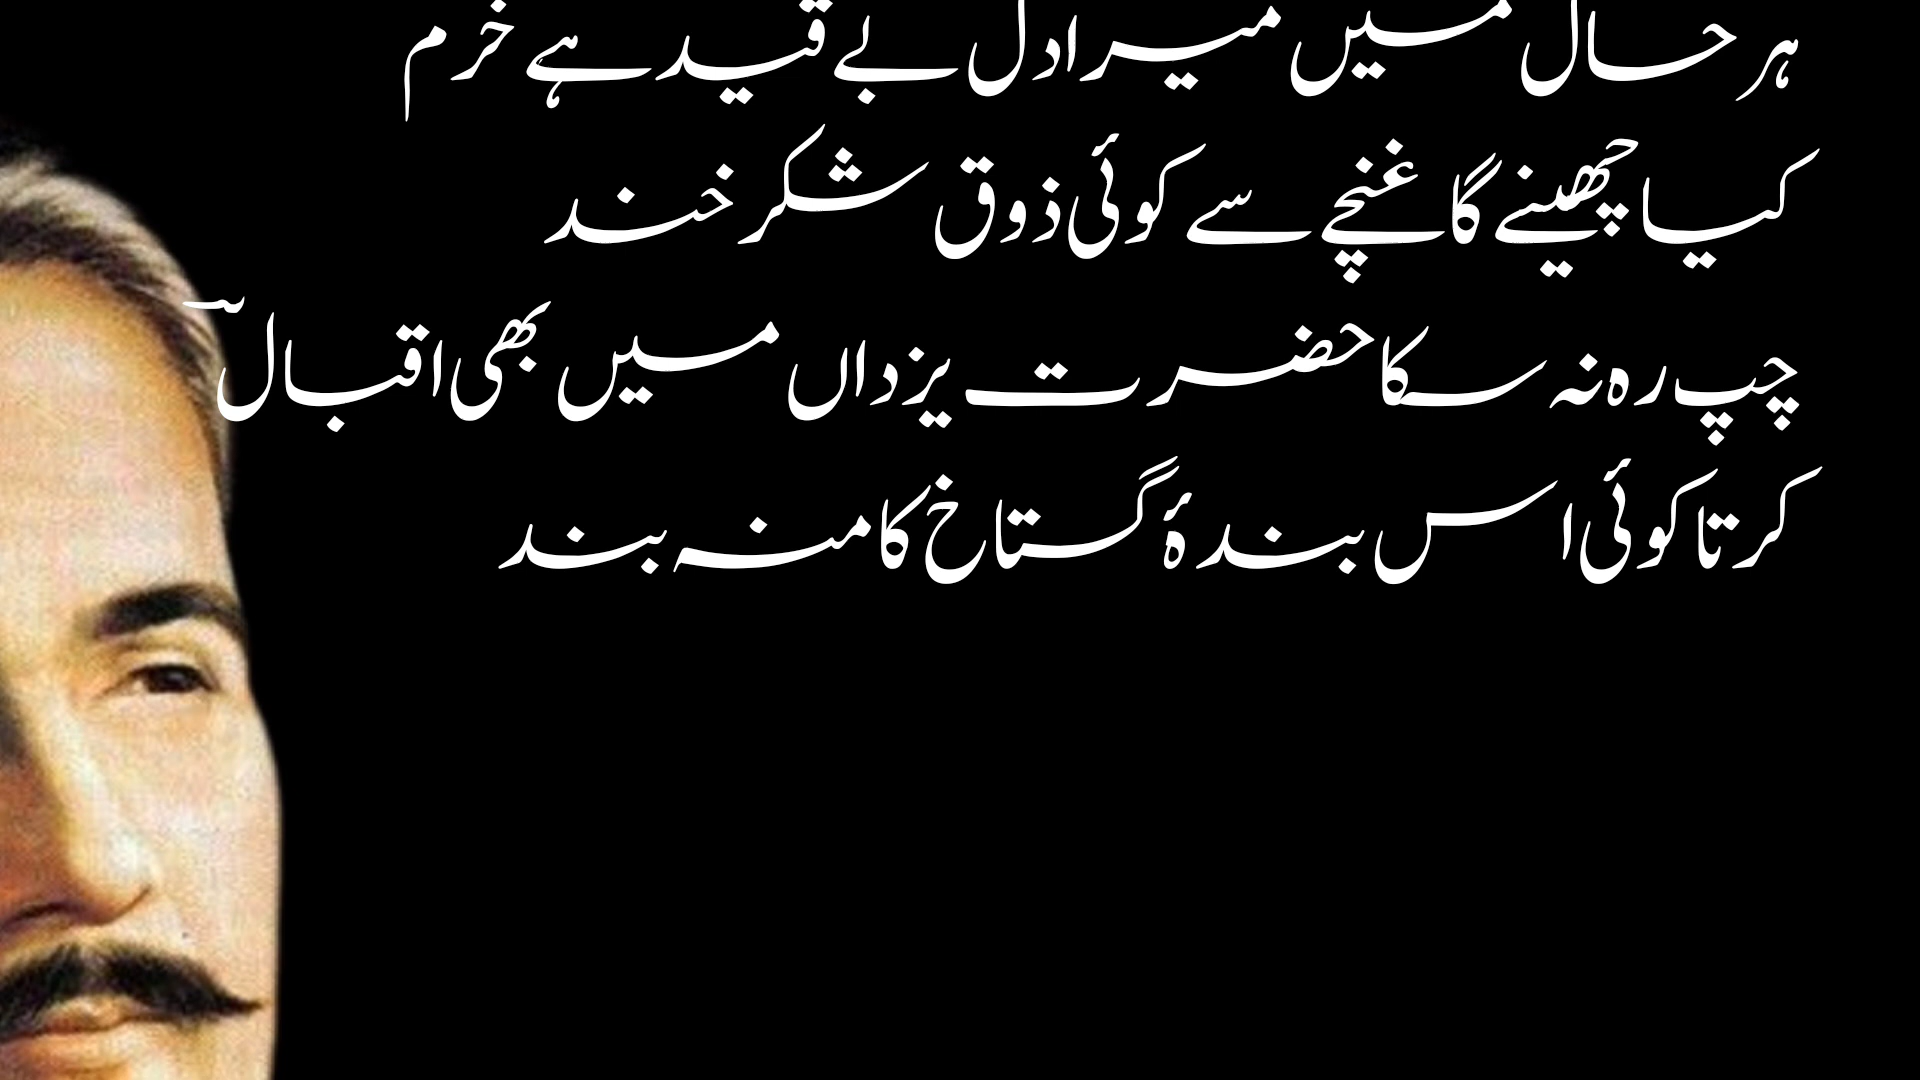 ہر حال میں میرا دل بے قید ہے خرم
کیا چھینے گا غنچے سے کوئی ذوق شکر خند
چپ رہ نہ سکا حضرت یزداں میں بھی اقبالؔ
کرتا کوئی اس بندۂ گستاخ کا منہ بند